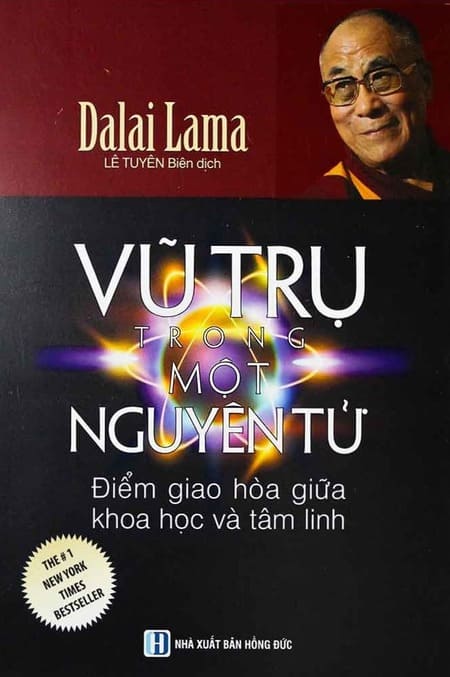 Dalai Lama
LÊ TUYÊN Biên dịch
VŨ TRỤ
TRONG
MỘT
NGUYÊN TỬ
Điểm giao hòa giữa
khoa học và tâm linh
THE #1
NEW YORK
TIMES
BESTSELLER
H
NHÀ XUẤT BẢN HỒNG ĐỨC